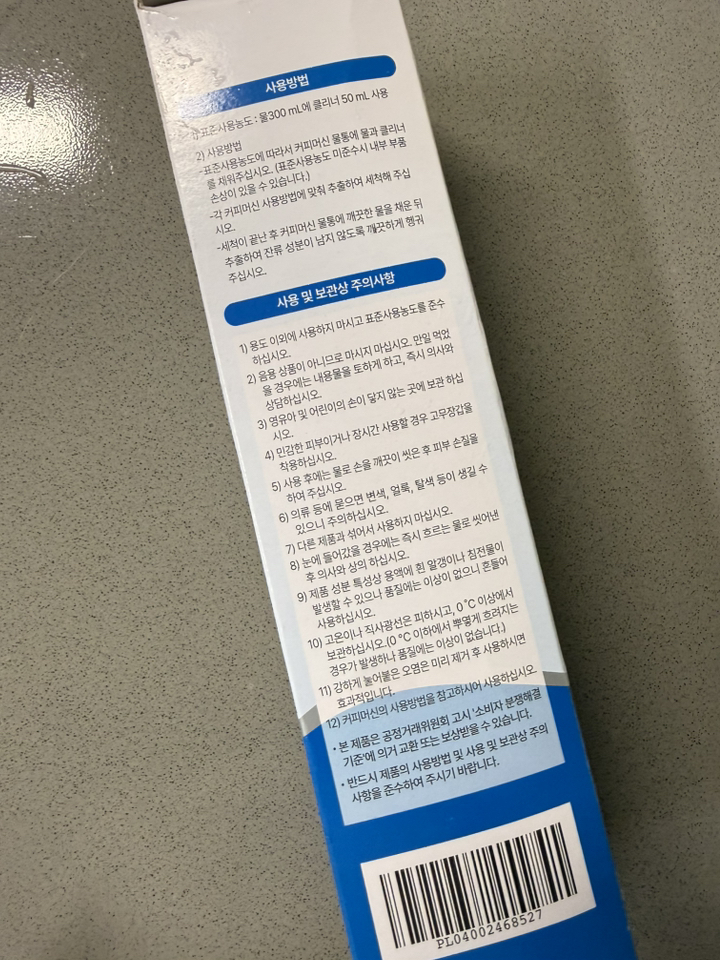 사용방법
1) 표준사용농도 : 물300 mL에 클리너 50 mL 사용
2) 사용방법
-표준사용농도에 따라서 커피머신 물통에 물과 클리너
를 채워주십시오. (표준사용농도 미준수시 내부 부품
손상이 있을 수 있습니다.)
-각 커피머신 사용방법에 맞춰 추출하여 세척해 주십
시오.
-세척이 끝난 후 커피머신 물통에 깨끗한 물을 채운 뒤
추출하여 잔류 성분이 남지 않도록 깨끗하게 헹궈
주십시오.
사용 및 보관상 주의사항
1) 용도 이외에 사용하지 마시고 표준사용농도를 준수
하십시오.
2) 음용 상품이 아니므로 마시지 마십시오. 만일 먹었
을 경우에는 내용물을 토하게 하고, 즉시 의사와
상담하십시오.
3) 영유아 및 어린이의 손이 닿지 않는 곳에 보관 하십
시오.
4) 민감한 피부이거나 장시간 사용할 경우 고무장갑을
착용하십시오.
5) 사용 후에는 물로 손을 깨끗이 씻은 후 피부 손질을
하여 주십시오.
6) 의류 등에 묻으면 변색, 얼룩, 탈색 등이 생길 수
있으니 주의하십시오.
7) 다른 제품과 섞어서 사용하지 마십시오.
8) 눈에 들어갔을 경우에는 즉시 흐르는 물로 씻어낸
후 의사와 상의 하십시오.
9) 제품 성분 특성상 용액에 흰 알갱이나 침전물이
발생할 수 있으나 품질에는 이상이 없으니 흔들어
사용하십시오.
10) 고온이나 직사광선은 피하시고, 0 ℃ 이상에서
보관하십시오.(0 ℃ 이하에서 뿌옇게 흐려지는
경우가 발생하나 품질에는 이상이 없습니다.)
11) 강하게 눌어붙은 오염은 미리 제거 후 사용하시면
효과적입니다.
12) 커피머신의 사용방법을 참고하시어 사용하십시오.
• 본 제품은 공정거래위원회 고시 '소비자 분쟁해결
기준'에 의거 교환 또는 보상받을 수 있습니다.
• 반드시 제품의 사용방법 및 사용 및 보관상 주의
사항을 준수하여 주시기 바랍니다.
PL04002468527